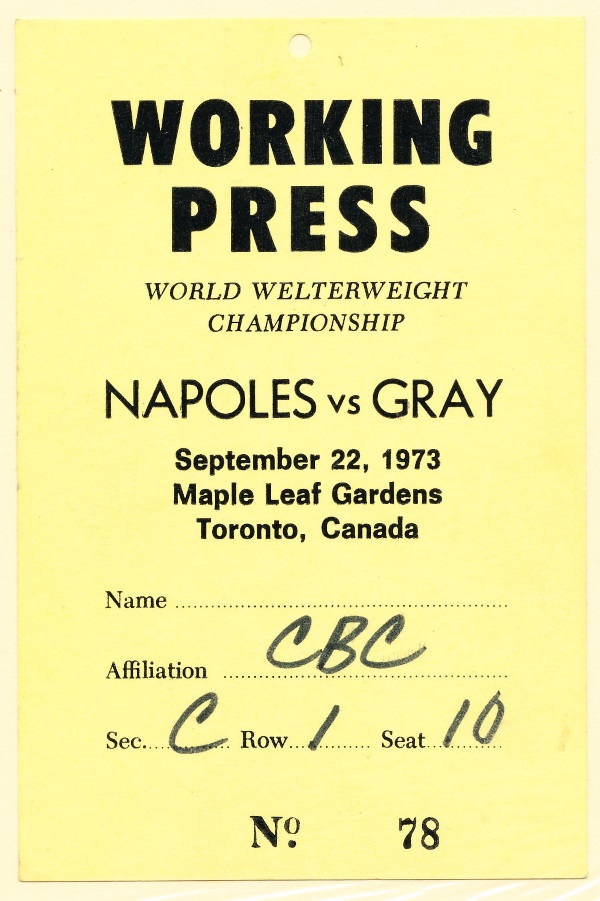 WORKING
PRESS
WORLD WELTERWEIGHT
CHAMPIONSHIP
NAPOLES vs GRAY
September 22, 1973
Maple Leaf Gardens
Toronto, Canada
Name
Affiliation CBC
Sec. C Row 1 Seat 10
Nº 78